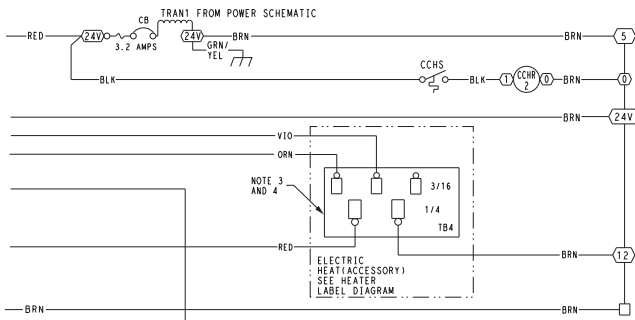 TRAN1 FROM POWER SCHEMATIC
CB
RED 24V 24V BRN BRN 5
3.2 AMPS
GRN/
YEL
CCHS
BLK BLK 1 CCHR 0 BRN 0
2
BRN 24V
VIO
ORN
NOTE 3
AND 4
3/16
1/4
TB4
RED
BRN 12
ELECTRIC
HEAT(ACCESSORY)
SEE HEATER
LABEL DIAGRAM
BRN BRN